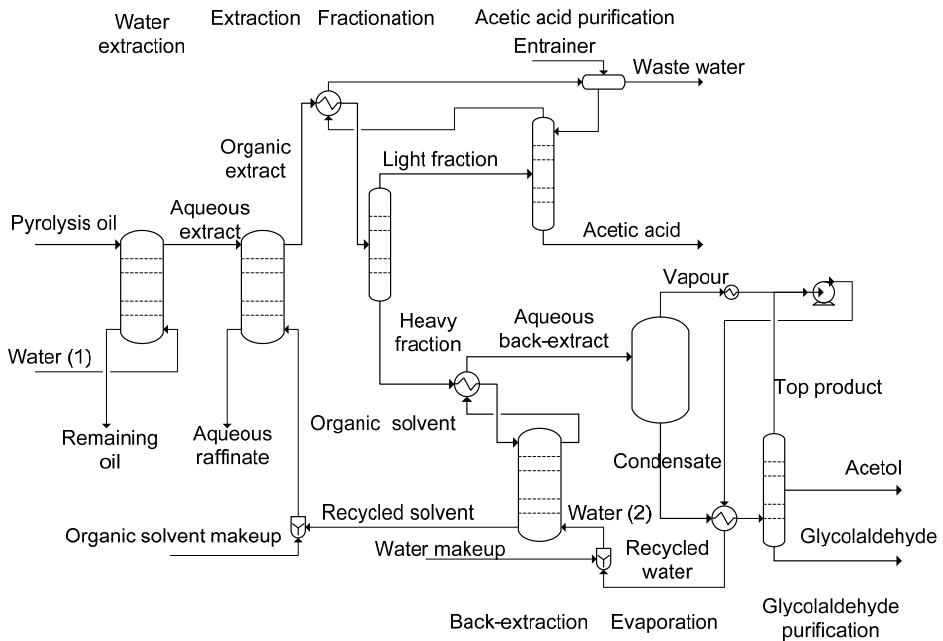 Water
extraction
Extraction
Fractionation
Acetic acid purification
Entrainer
Waste water
Organic
extract
Light fraction
Pyrolysis oil
Aqueous
extract
Acetic acid
Vapour
Heavy
fraction
Aqueous
back-extract
Water (1)
Top product
Organic solvent
Remaining
oil
Aqueous
raffinate
Condensate
Acetol
Recycled solvent
Water (2)
Organic solvent makeup
Water makeup
Recycled
water
Glycolaldehyde
Back-extraction
Evaporation
Glycolaldehyde
purification